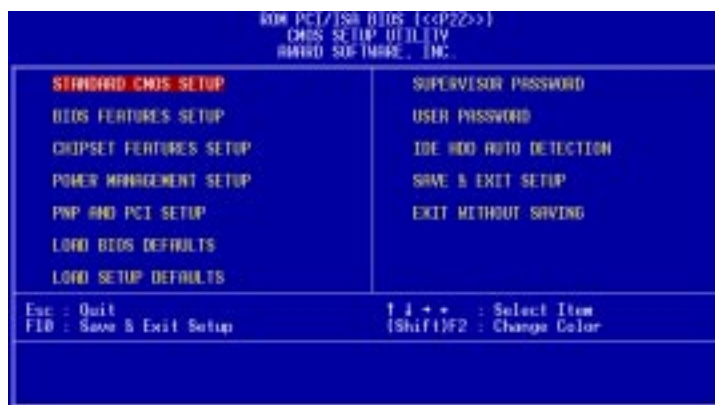 ROM PCI/ISA BIOS (<<P2Z>>)
CMOS SETUP UTILITY
AWARD SOFTWARE, INC.
STANDARD CMOS SETUP
BIOS FEATURES SETUP
CHIPSET FEATURES SETUP
POWER MANAGEMENT SETUP
PNP AND PCI SETUP
LOAD BIOS DEFAULTS
LOAD SETUP DEFAULTS
SUPERVISOR PASSWORD
USER PASSWORD
IDE HDD AUTO DETECTION
SAVE & EXIT SETUP
EXIT WITHOUT SAVING
Esc : Quit
F10 : Save & Exit Setup
↑ ↓ → ← : Select Item
(Shift)F2 : Change Color